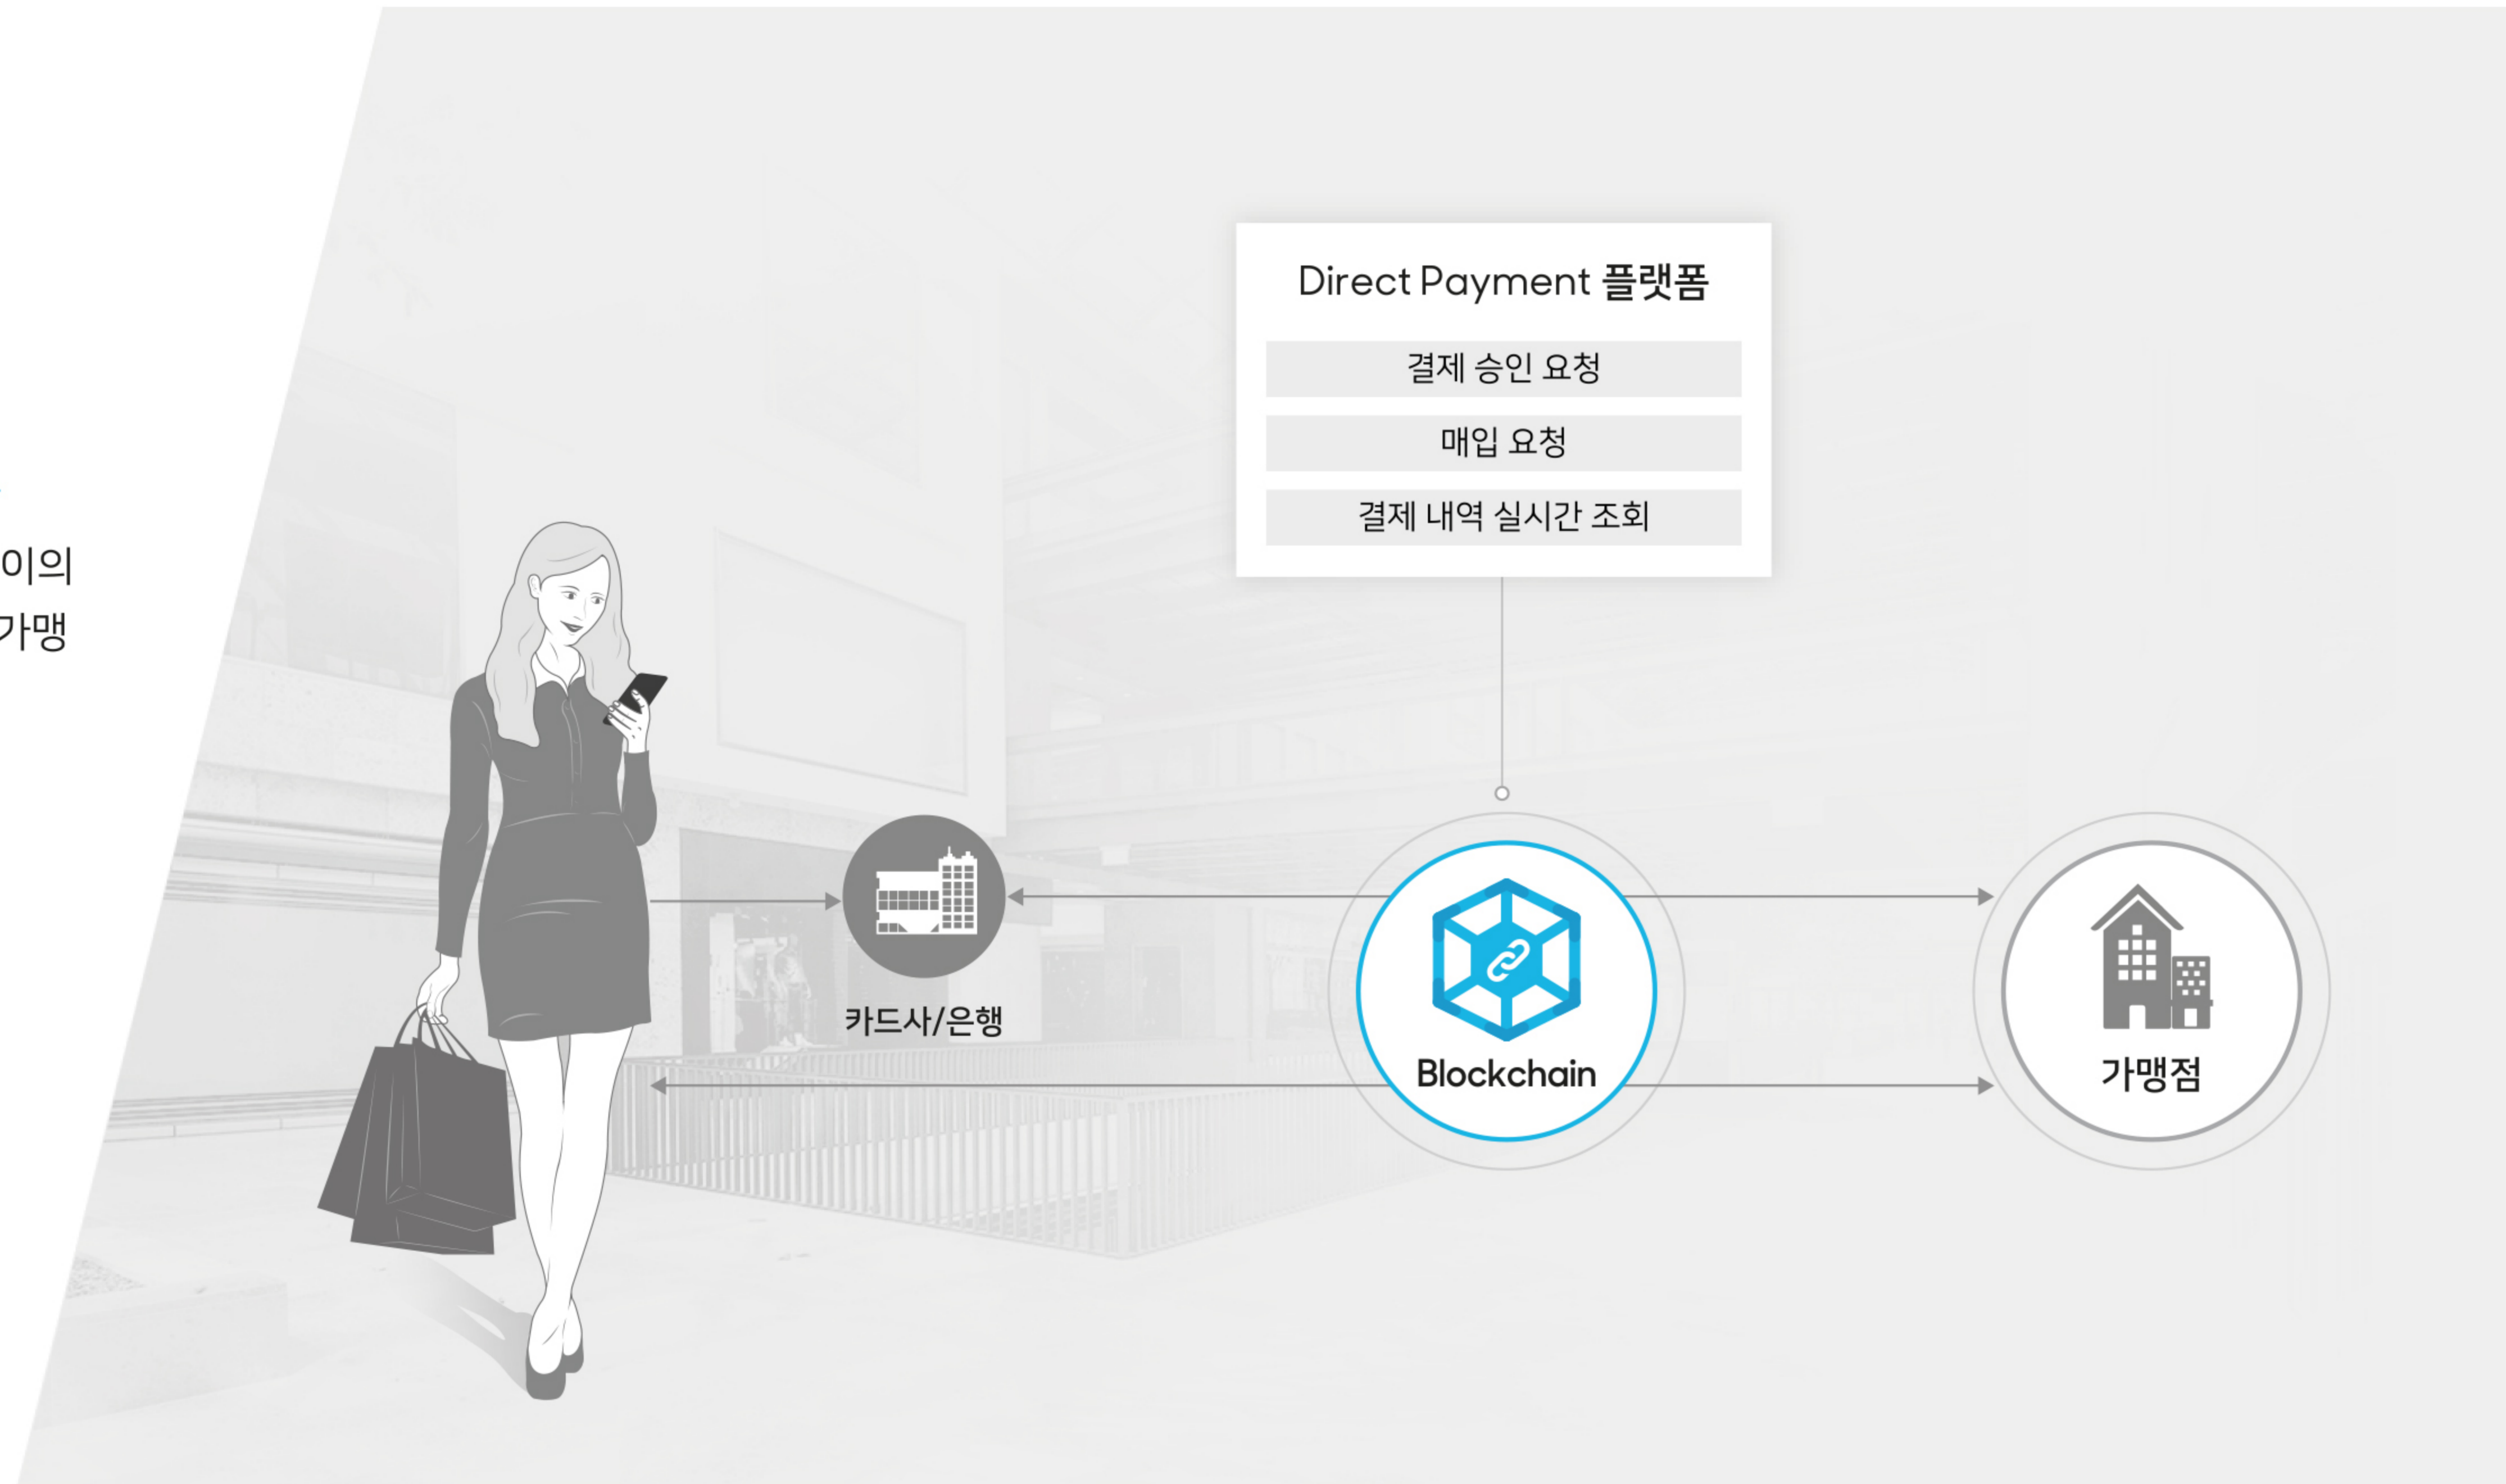 이의
가맹
Direct Payment 플랫폼
결제 승인 요청
매입 요청
결제 내역 실시간 조회
카드사/은행
Blockchain
가맹점